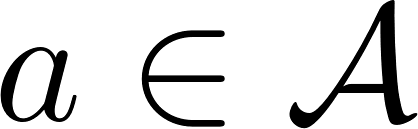 a ∈ 𝒜